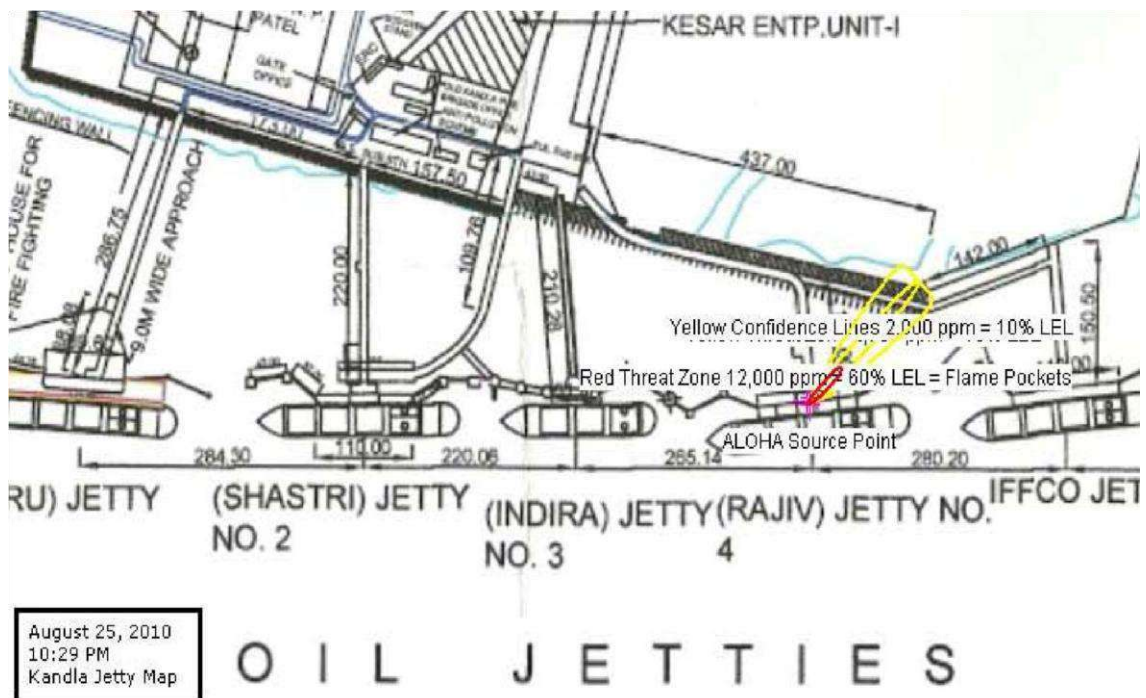 PATEL
KESAR ENTP.UNIT-I
GATE
OFFICE
FENCING WALL
HOUSE FOR
FIRE FIGHTING
286.75
9.0M WIDE APPROACH
157.50
220.00
109.76
210.26
437.00
142.00
150.50
Yellow Confidence Lines 2,000 ppm = 10% LEL
Red Threat Zone 12,000 ppm = 60% LEL = Flame Pockets
ALOHA Source Point
284.30
110.00
220.06
265.14
280.20
RU) JETTY
(SHASTRI) JETTY
NO. 2
(INDIRA) JETTY
NO. 3
(RAJIV) JETTY NO.
4
IFFCO JET
August 25, 2010
10:29 PM
Kandla Jetty Map
OIL JETTIES